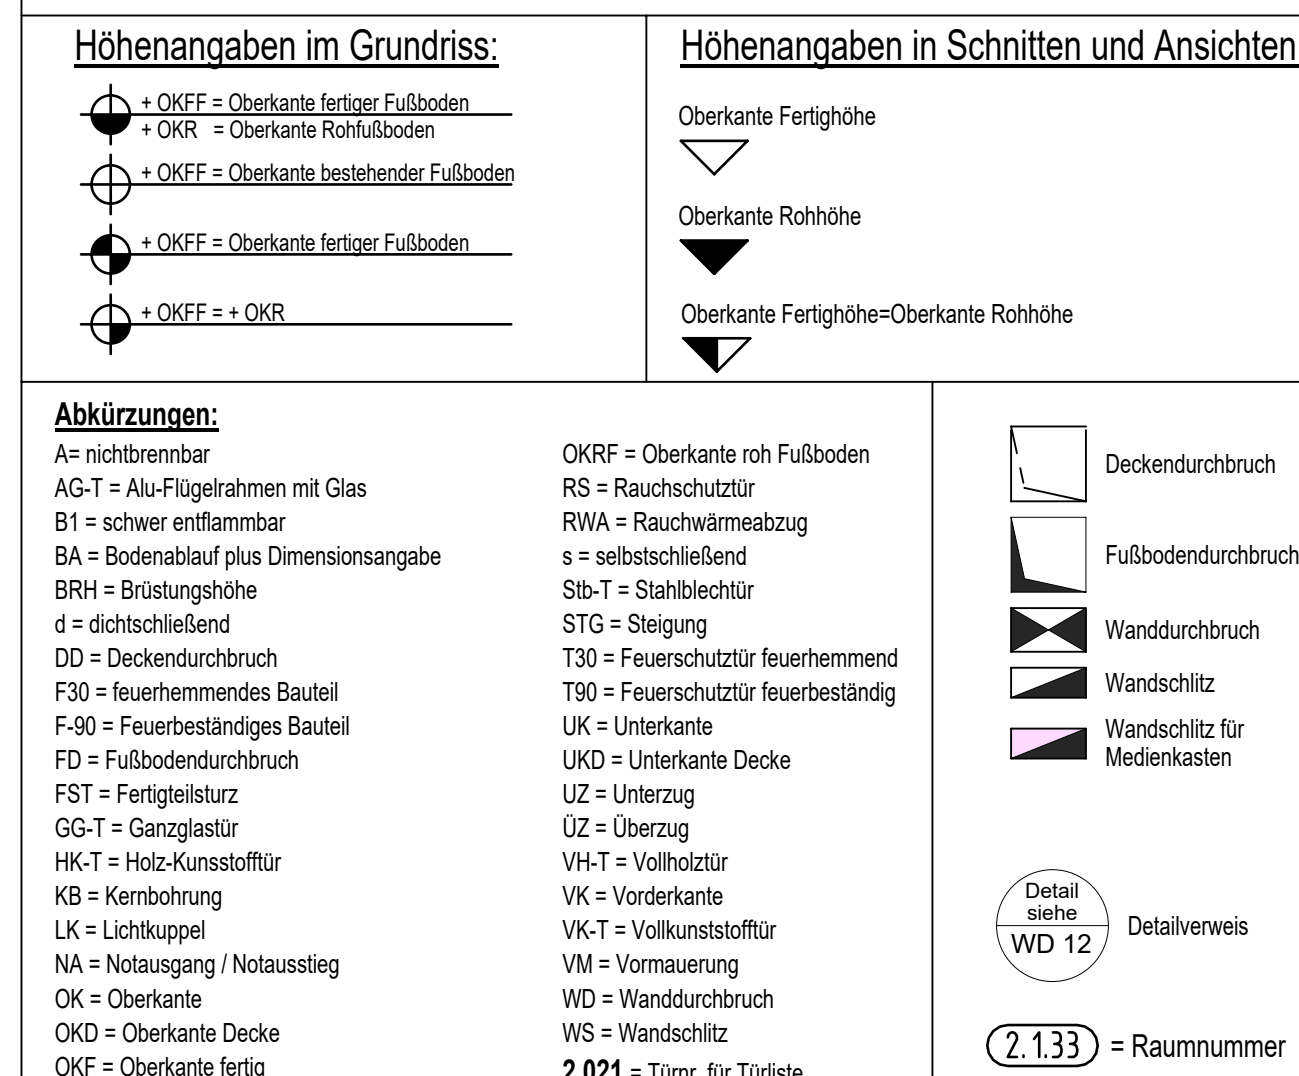 Höhenangaben im Grundriss:
+ OKFF = Oberkante fertiger Fußboden
+ OKR = Oberkante Rohfußboden
+ OKFF = Oberkante bestehender Fußboden
+ OKFF = Oberkante fertiger Fußboden
+ OKFF = + OKR
Höhenangaben in Schnitten und Ansichten
Oberkante Fertighöhe
Oberkante Rohhöhe
Oberkante Fertighöhe=Oberkante Rohhöhe
Abkürzungen:
A= nichtbrennbar
AG-T = Alu-Flügelrahmen mit Glas
B1 = schwer entflammbar
BA = Bodenablauf plus Dimensionsangabe
BRH = Brüstungshöhe
d = dichtschließend
DD = Deckendurchbruch
F30 = feuerhemmendes Bauteil
F-90 = Feuerbeständiges Bauteil
FD = Fußbodendurchbruch
FST = Fertigteilsturz
GG-T = Ganzglastür
HK-T = Holz-Kunsstofftür
KB = Kernbohrung
LK = Lichtkuppel
NA = Notausgang / Notausstieg
OK = Oberkante
OKD = Oberkante Decke
OKF = Oberkante fertig
OKRF = Oberkante roh Fußboden
RS = Rauchschutztür
RWA = Rauchwärmeabzug
s = selbstschließend
Stb-T = Stahlblechtür
STG = Steigung
T30 = Feuerschutztür feuerhemmend
T90 = Feuerschutztür feuerbeständig
UK = Unterkante
UKD = Unterkante Decke
UZ = Unterzug
ÜZ = Überzug
VH-T = Vollholztür
VK = Vorderkante
VK-T = Vollkunststofftür
VM = Vormauerung
WD = Wanddurchbruch
WS = Wandschlitz
2.021 = Türnr. für Türliste
Deckendurchbruch
Fußbodendurchbruch
Wanddurchbruch
Wandschlitz
Wandschlitz für
Medienkasten
Detail
siehe
WD 12
Detailverweis
2.1.33 = Raumnummer